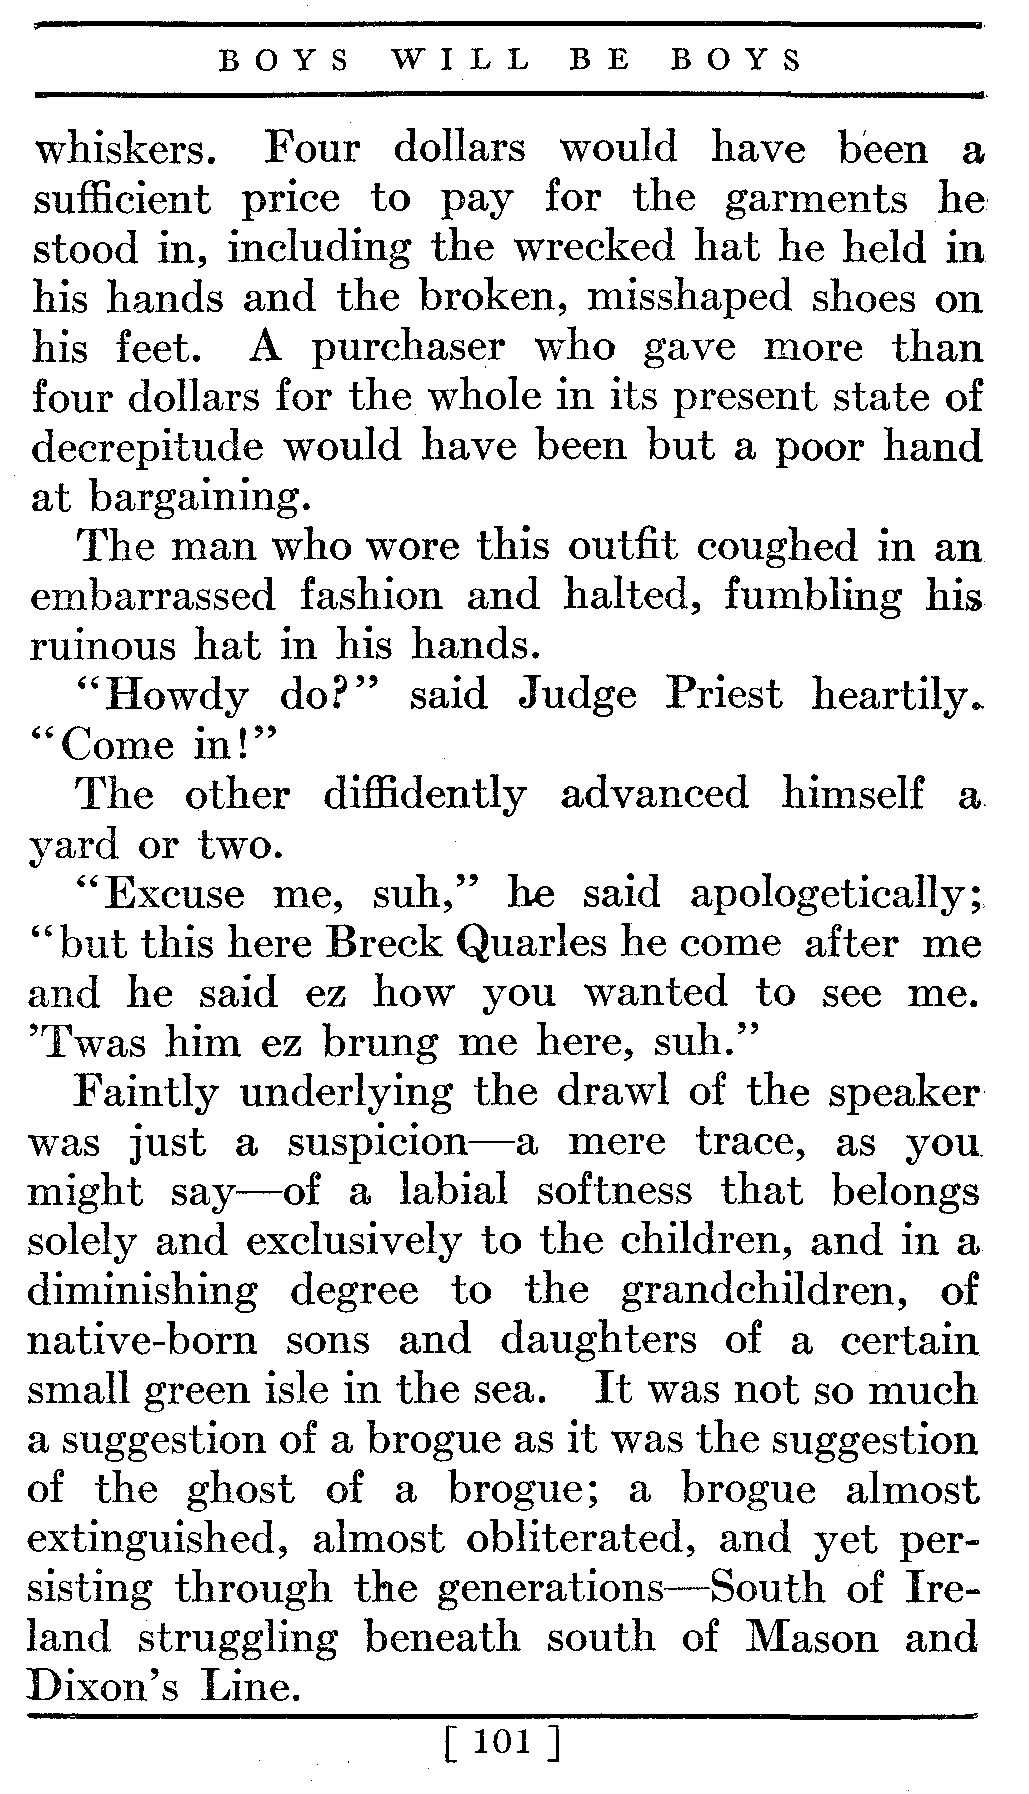 BOYS WILL BE BOYS
whiskers. Four dollars would have been a
sufficient price to pay for the garments he
stood in, including the wrecked hat he held in
his hands and the broken, misshaped shoes on
his feet. A purchaser who gave more than
four dollars for the whole in its present state of
decrepitude would have been but a poor hand
at bargaining.
The man who wore this outfit coughed in an
embarrassed fashion and halted, fumbling his
ruinous hat in his hands.
“Howdy do?” said Judge Priest heartily.
“Come in!”
The other diffidently advanced himself a
yard or two.
“Excuse me, suh,” he said apologetically;
“but this here Breck Quarles he come after me
and he said ez how you wanted to see me.
’Twas him ez brung me here, suh.”
Faintly underlying the drawl of the speaker
was just a suspicion—a mere trace, as you
might say—of a labial softness that belongs
solely and exclusively to the children, and in a
diminishing degree to the grandchildren, of
native-born sons and daughters of a certain
small green isle in the sea. It was not so much
a suggestion of a brogue as it was the suggestion
of the ghost of a brogue; a brogue almost
extinguished, almost obliterated, and yet per-
sisting through the generations—South of Ire-
land struggling beneath south of Mason and
Dixon’s Line.
[ 101 ]